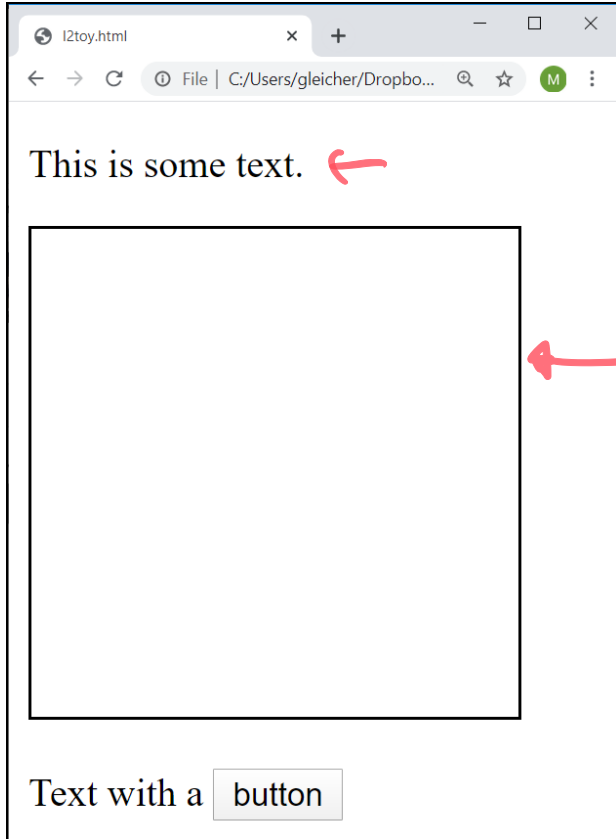 l2toy.html
File | C:/Users/gleicher/Dropbo...
M
This is some text.
Text with a button